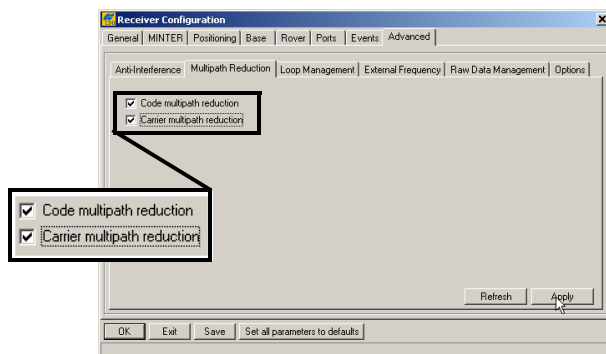 Receiver Configuration
General MINTER Positioning Base Rover Ports Events Advanced
Anti-Interference Multipath Reduction Loop Management External Frequency Raw Data Management Options
Code multipath reduction
Carrier multipath reduction
Code multipath reduction
Carrier multipath reduction
Refresh Apply
OK Exit Save Set all parameters to defaults